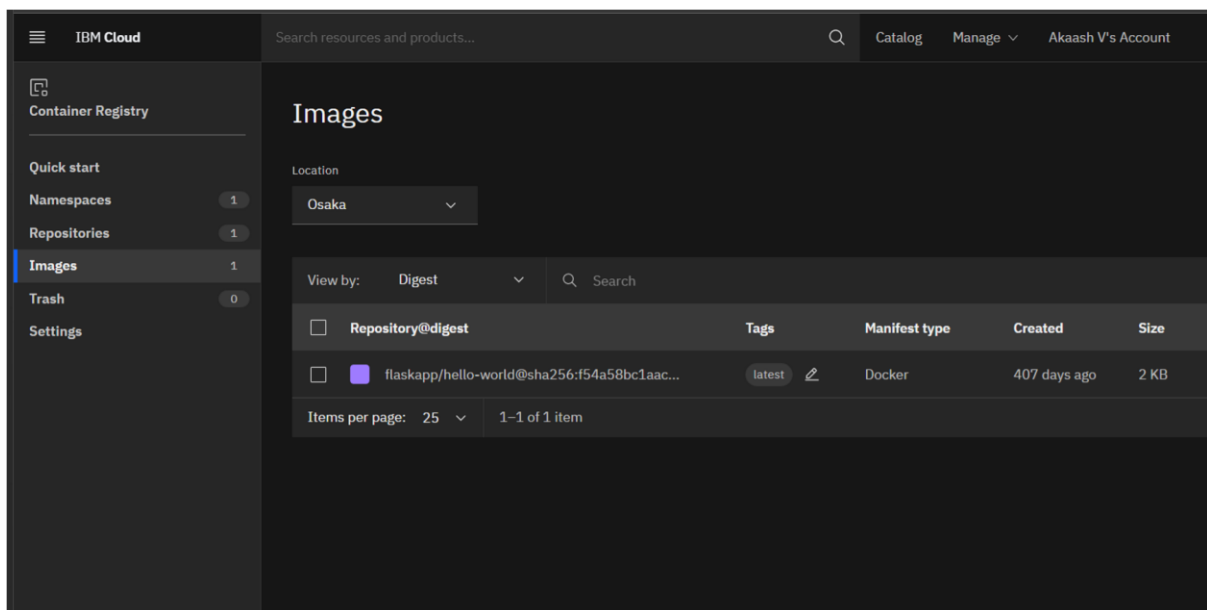 IBM Cloud
Search resources and products...
Catalog
Manage
Akaash V's Account
Container Registry
Quick start
Namespaces 1
Repositories 1
Images 1
Trash 0
Settings
Images
Location
Osaka
View by: Digest
Search
Repository@digest Tags Manifest type Created Size
flaskapp/hello-world@sha256:f54a58bc1aac... latest Docker 407 days ago 2 KB
Items per page: 25 1–1 of 1 item